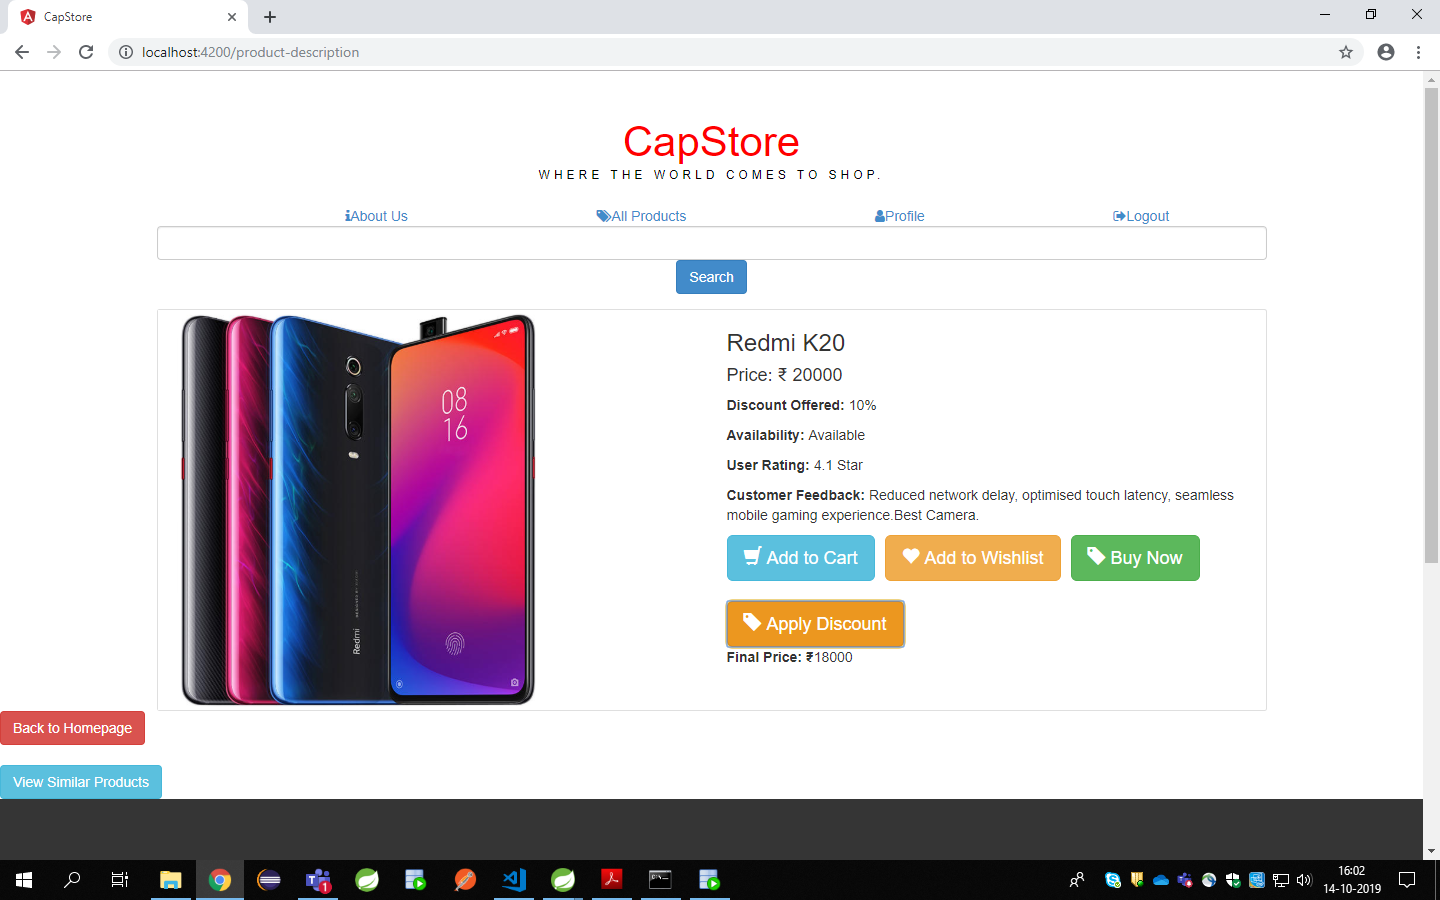 CapStore
localhost:4200/product-description
CapStore
WHERE THE WORLD COMES TO SHOP.
About Us All Products Profile Logout
Search
Redmi K20
Price: ₹ 20000
Discount Offered: 10%
Availability: Available
User Rating: 4.1 Star
Customer Feedback: Reduced network delay, optimised touch latency, seamless
mobile gaming experience.Best Camera.
Add to Cart Add to Wishlist Buy Now
Apply Discount
Final Price: ₹18000
08
16
Redmi
Back to Homepage
View Similar Products
1
16:02
14-10-2019